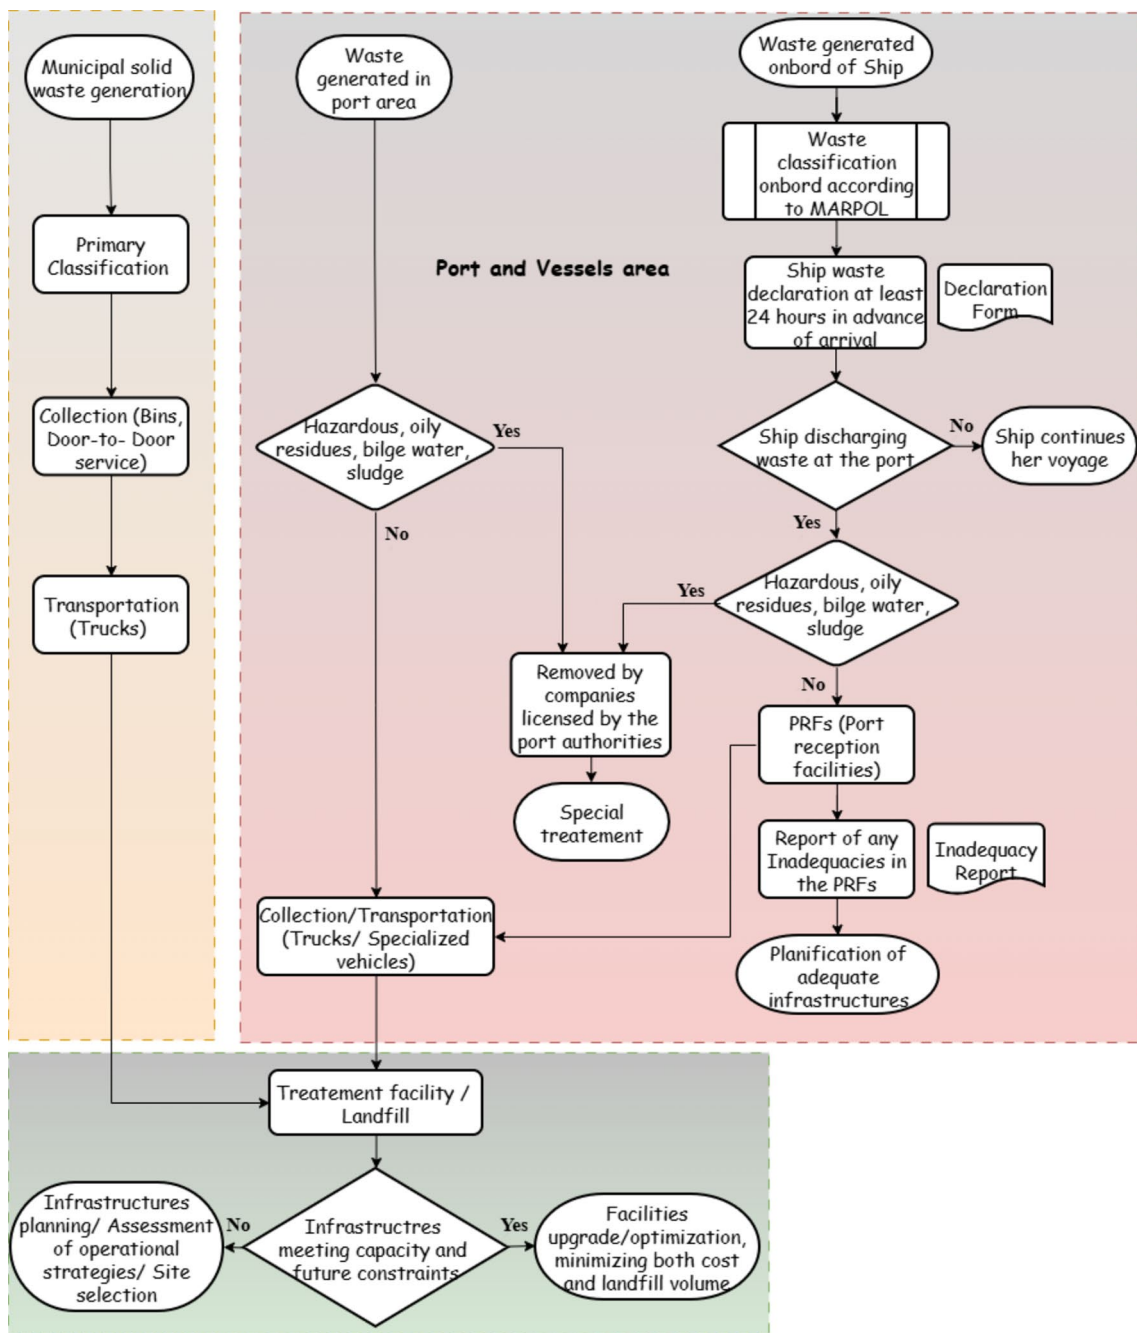 Municipal solid
waste generation
Primary
Classification
Collection (Bins,
Door-to- Door
service)
Transportation
(Trucks)
Waste
generated in
port area
Port and Vessels area
Hazardous, oily
residues, bilge water,
sludge
Yes
No
Waste generated
onbord of Ship
Waste
classification
onbord according
to MARPOL
Ship waste
declaration at least
24 hours in advance
of arrival
Declaration
Form
Ship discharging
waste at the port
No
Ship continues
her voyage
Yes
Hazardous, oily
residues, bilge water,
sludge
Yes
No
Removed by
companies
licensed by the
port authorities
Special
treatement
PRFs (Port
reception
facilities)
Report of any
Inadequacies in
the PRFs
Inadequacy
Report
Planification of
adequate
infrastructures
Collection/Transportation
(Trucks/ Specialized
vehicles)
Treatement facility /
Landfill
Infrastructres
meeting capacity and
future constraints
No
Infrastructures
planning/ Assessment
of operational
strategies/ Site
selection
Yes
Facilities
upgrade/optimization,
minimizing both cost
and landfill volume